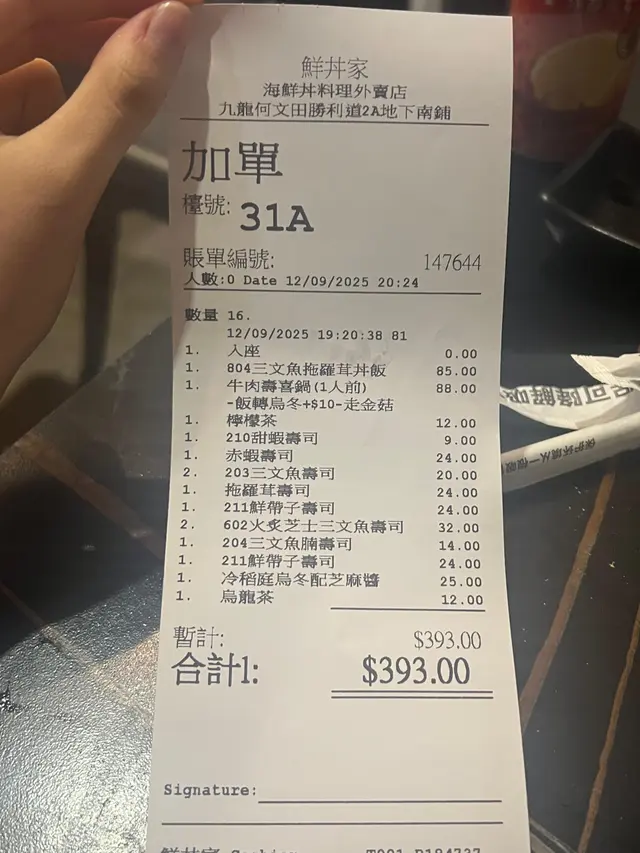 鮮丼家
海鮮丼料理外賣店
九龍何文田勝利道2A地下南鋪
加單
檯號: 31A
賬單編號: 147644
人數:0 Date 12/09/2025 20:24
數量 16.
12/09/2025 19:20:38 81
1. 入座 0.00
1. 804三文魚拖羅茸丼飯 85.00
1. 牛肉壽喜鍋(1人前) 88.00
-飯轉烏冬+$10-走金菇
1. 檸檬茶 12.00
1. 210甜蝦壽司 9.00
1. 赤蝦壽司 24.00
2. 203三文魚壽司 20.00
1. 拖羅茸壽司 24.00
1. 211鮮帶子壽司 24.00
2. 602火炙芝士三文魚壽司 32.00
1. 204三文魚腩壽司 14.00
1. 211鮮帶子壽司 24.00
1. 冷稻庭烏冬配芝麻醬 25.00
1. 烏龍茶 12.00
暫計: $393.00
合計1: $393.00
Signature:
鮮丼家